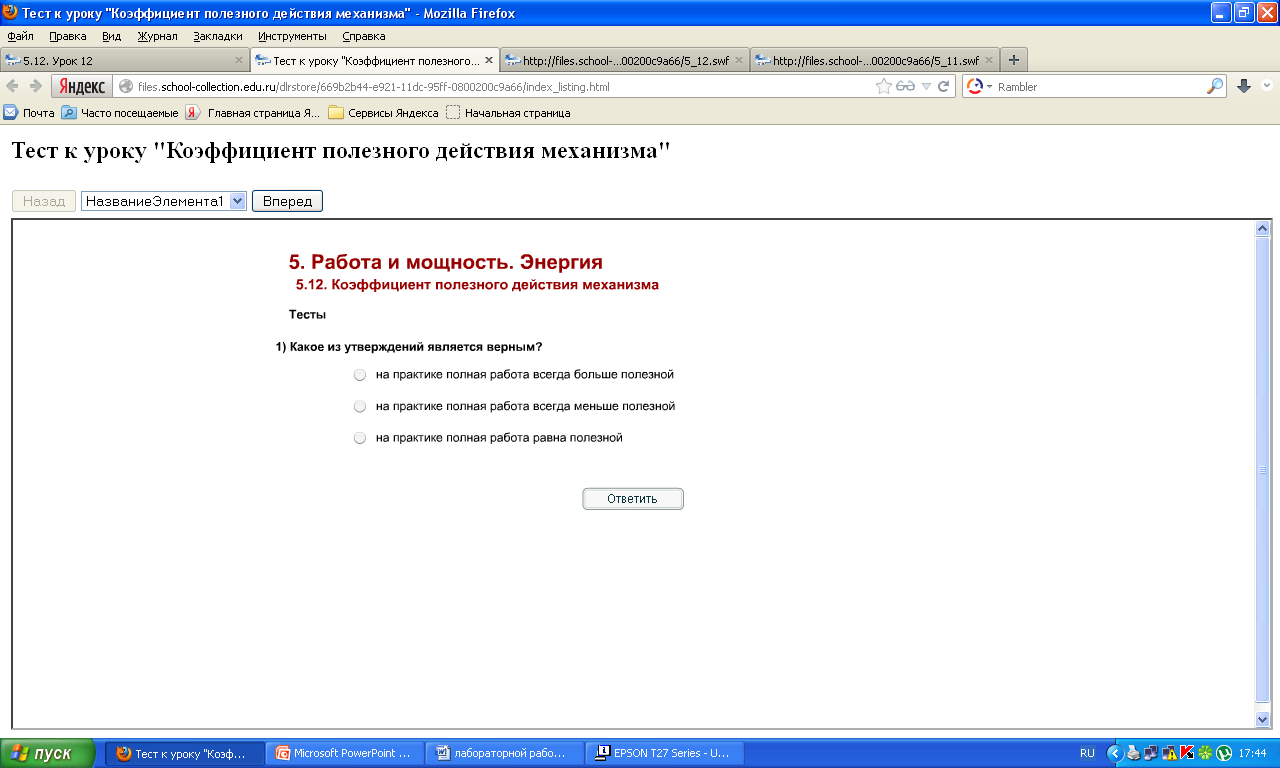 Тест к уроку "Коэффициент полезного действия механизма" - Mozilla Firefox
Файл Правка Вид Журнал Закладки Инструменты Справка
5.12. Урок 12 Тест к уроку "Коэффициент полезного... http://files.school-...00200c9a66/5_12.swf http://files.school-...00200c9a66/5_11.swf
Яндекс files.school-collection.edu.ru/dlrstore/669b2b44-e921-11dc-95ff-0800200c9a66/index_listing.html Rambler
Почта Часто посещаемые Главная страница Я... Сервисы Яндекса Начальная страница
Тест к уроку "Коэффициент полезного действия механизма"
Назад НазваниеЭлемента1 Вперед
5. Работа и мощность. Энергия
5.12. Коэффициент полезного действия механизма
Тесты
1) Какое из утверждений является верным?
на практике полная работа всегда больше полезной
на практике полная работа всегда меньше полезной
на практике полная работа равна полезной
Ответить
пуск Тест к уроку "Коэф... Microsoft PowerPoint ... лабораторной рабо... EPSON T27 Series - U... RU 17:44